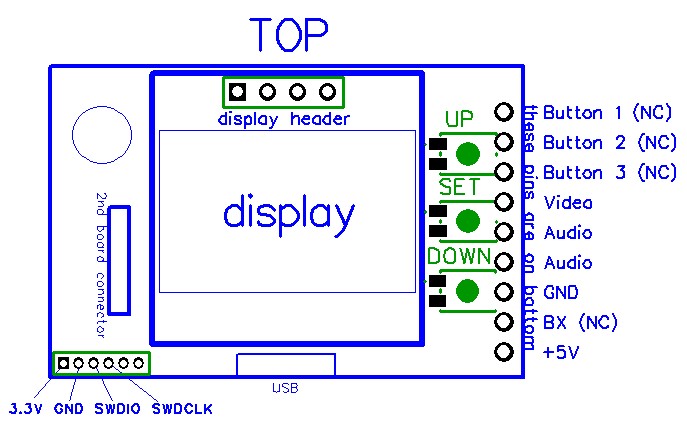 TOP
display header
UP
these pins are on bottom
Button 1 (NC)
Button 2 (NC)
Button 3 (NC)
SET
Video
display
2nd board connector
Audio
DOWN
Audio
GND
BX (NC)
+5V
USB
3.3V GND SWDIO SWDCLK